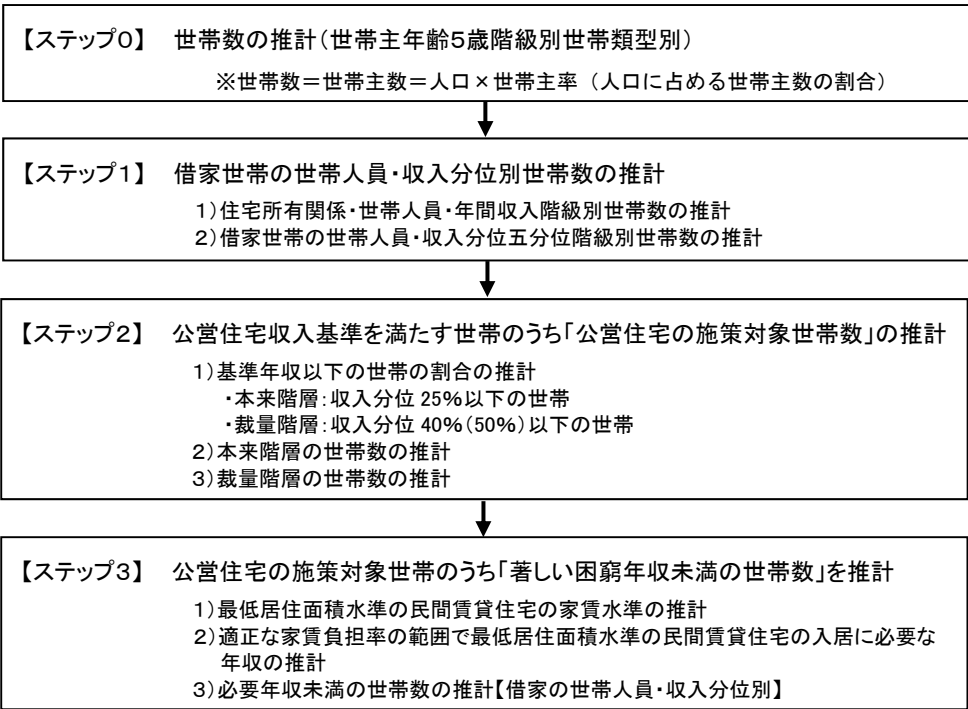 【ステップ0】 世帯数の推計(世帯主年齢5歳階級別世帯類型別)
※世帯数=世帯主数=人口×世帯主率 (人口に占める世帯主数の割合)
【ステップ1】 借家世帯の世帯人員・収入分位別世帯数の推計
1)住宅所有関係・世帯人員・年間収入階級別世帯数の推計
2)借家世帯の世帯人員・収入分位五分位階級別世帯数の推計
【ステップ2】 公営住宅収入基準を満たす世帯のうち「公営住宅の施策対象世帯数」の推計
1)基準年収以下の世帯の割合の推計
・本来階層:収入分位 25%以下の世帯
・裁量階層:収入分位 40%(50%)以下の世帯
2)本来階層の世帯数の推計
3)裁量階層の世帯数の推計
【ステップ3】 公営住宅の施策対象世帯のうち「著しい困窮年収未満の世帯数」を推計
1)最低居住面積水準の民間賃貸住宅の家賃水準の推計
2)適正な家賃負担率の範囲で最低居住面積水準の民間賃貸住宅の入居に必要な
年収の推計
3)必要年収未満の世帯数の推計【借家の世帯人員・収入分位別】